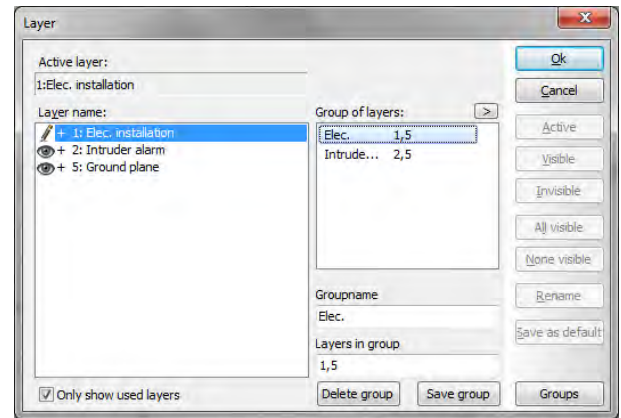 Layer
Active layer:
1:Elec. installation
Layer name:
+ 1: Elec. installation
+ 2: Intruder alarm
+ 5: Ground plane
Only show used layers
Group of layers:
>
Elec. 1,5
Intrude... 2,5
Groupname
Elec.
Layers in group
1,5
Delete group
Save group
Ok
Cancel
Active
Visible
Invisible
All visible
None visible
Rename
Save as default
Groups